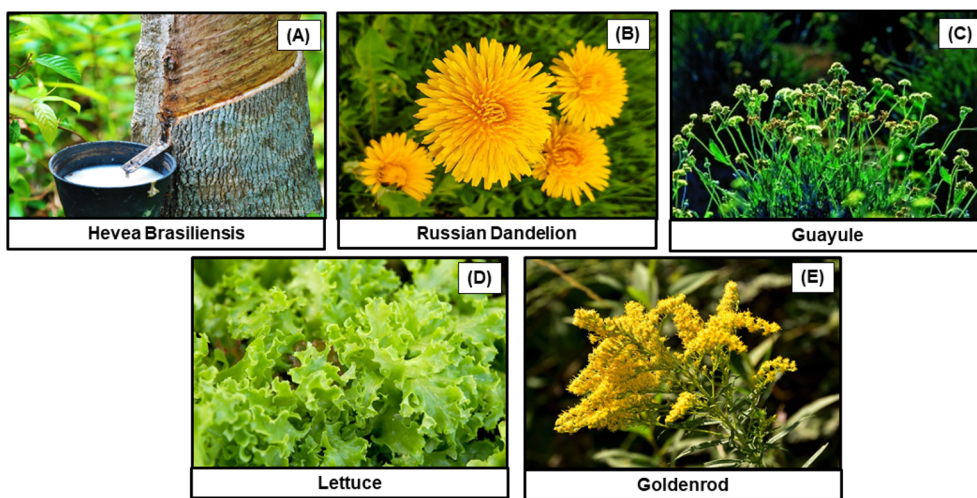 (A)
Hevea Brasiliensis
(B)
Russian Dandelion
(C)
Guayule
(D)
Lettuce
(E)
Goldenrod